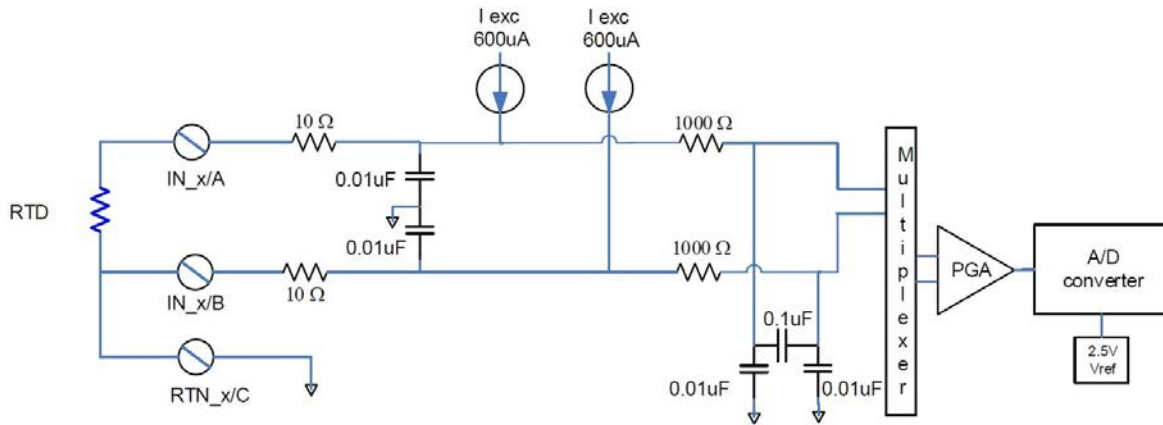 I exc
600uA
I exc
600uA
10 Ω
1000 Ω
IN_x/A
0.01uF
RTD
0.01uF
1000 Ω
10 Ω
IN_x/B
0.1uF
RTN_x/C
0.01uF
0.01uF
Multiplexer
PGA
A/D
converter
2.5V
Vref